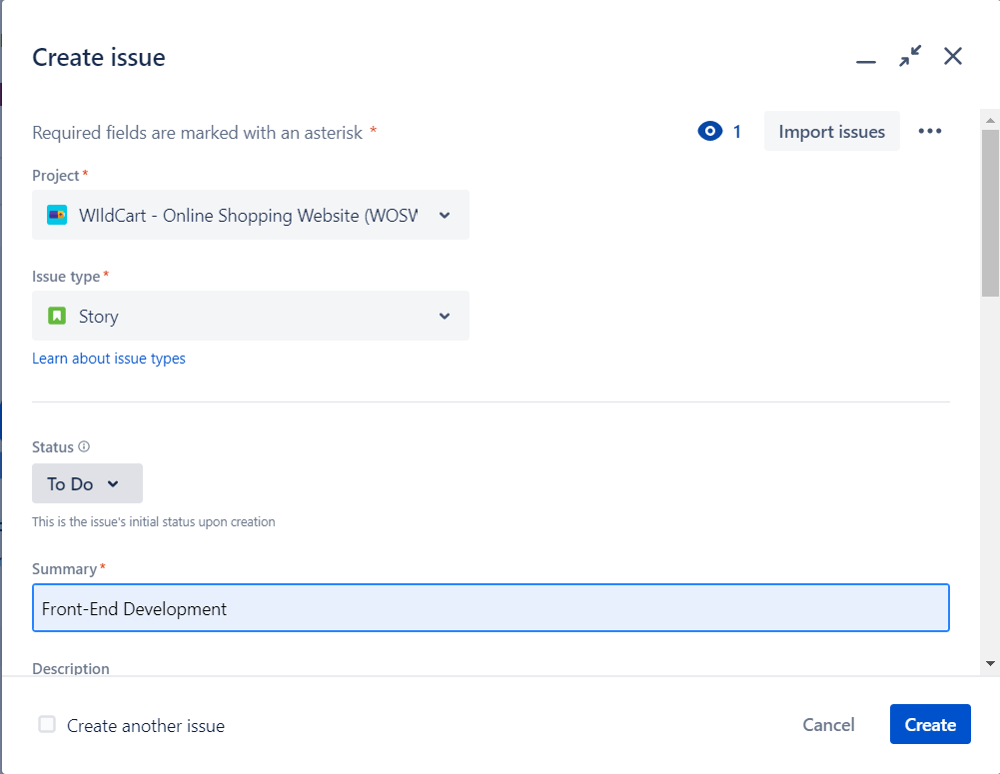 Create issue
Required fields are marked with an asterisk *
1
Import issues
Project*
WIldCart - Online Shopping Website (WOSW
Issue type*
Story
Learn about issue types
Status
To Do
This is the issue's initial status upon creation
Summary*
Front-End Development
Description
Create another issue
Cancel
Create